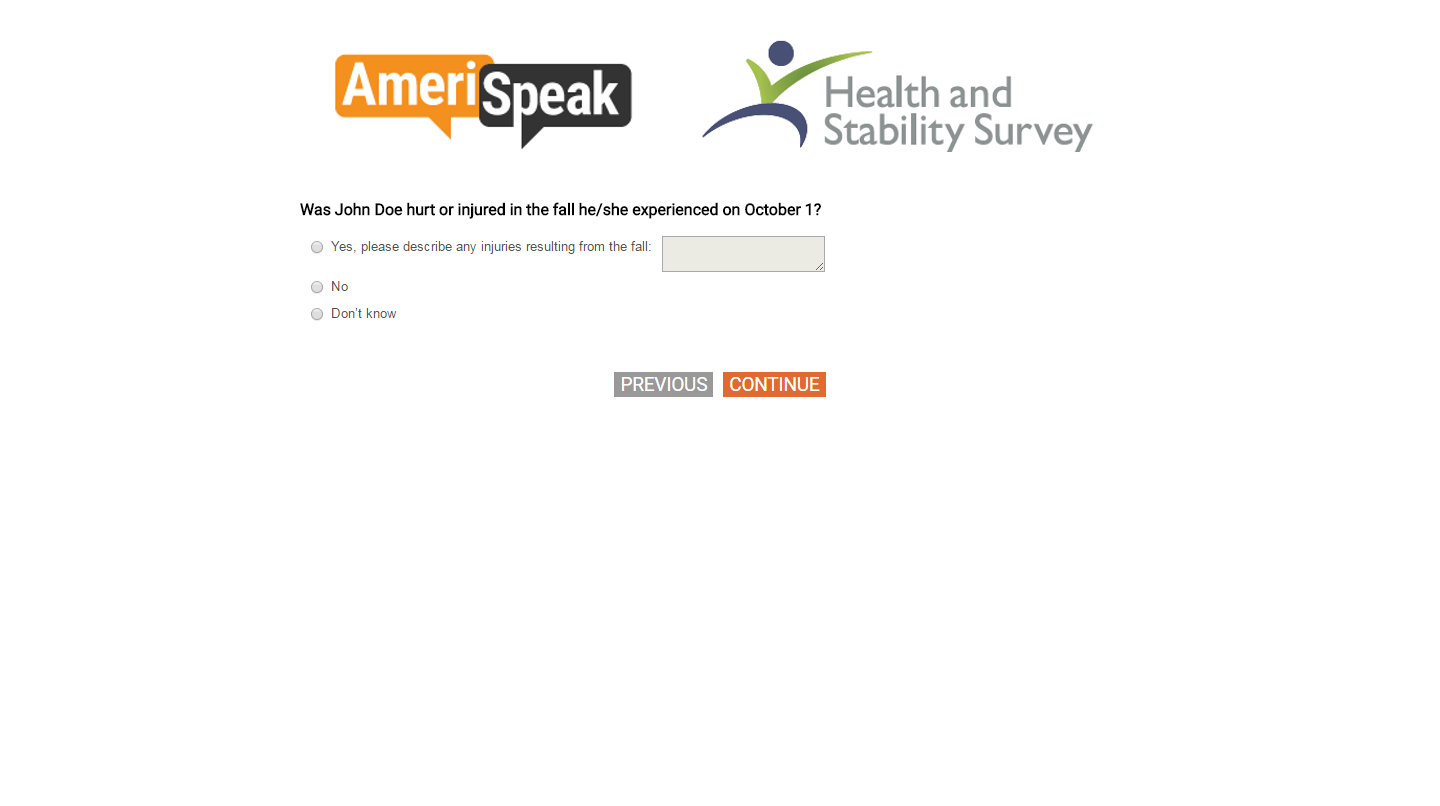 AmeriSpeak
Health and
Stability Survey
Was John Doe hurt or injured in the fall he/she experienced on October 1?
Yes, please describe any injuries resulting from the fall:
No
Don't know
PREVIOUS CONTINUE